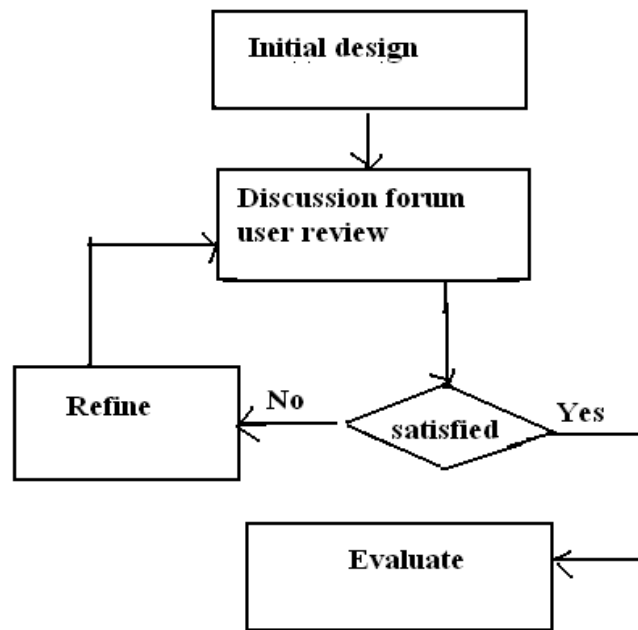 Initial design
Discussion forum
user review
Refine
No
satisfied
Yes
Evaluate